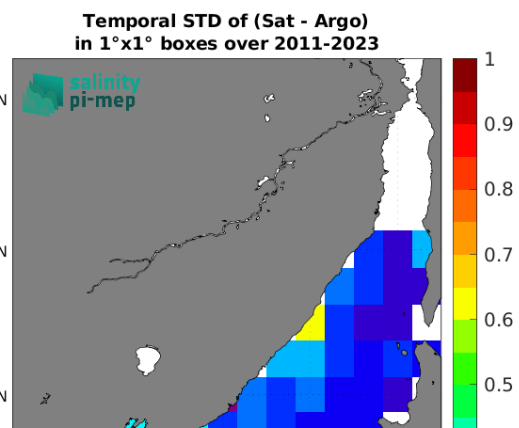 Temporal STD of (Sat - Argo)
in 1°x1° boxes over 2011-2023
salinity
pi-mep
N
N
N
1
0.9
0.8
0.7
0.6
0.5